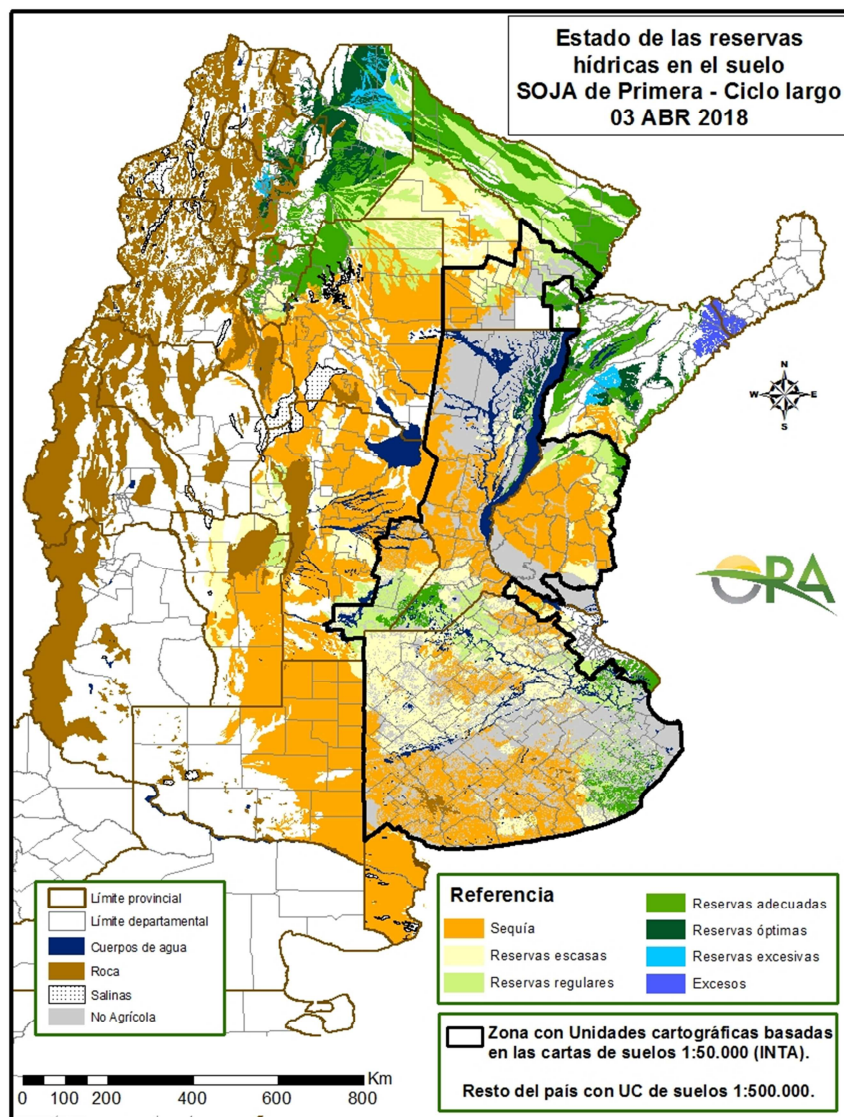 Estado de las reservas
hídricas en el suelo
SOJA de Primera - Ciclo largo
03 ABR 2018
N
W E
S
ORA
Límite provincial
Límite departamental
Cuerpos de agua
Roca
Salinas
No Agrícola
Referencia
Sequía
Reservas escasas
Reservas regulares
Reservas adecuadas
Reservas óptimas
Reservas excesivas
Excesos
Zona con Unidades cartográficas basadas
en las cartas de suelos 1:50.000 (INTA).
Resto del país con UC de suelos 1:500.000.
Km
0 100 200 400 600 800